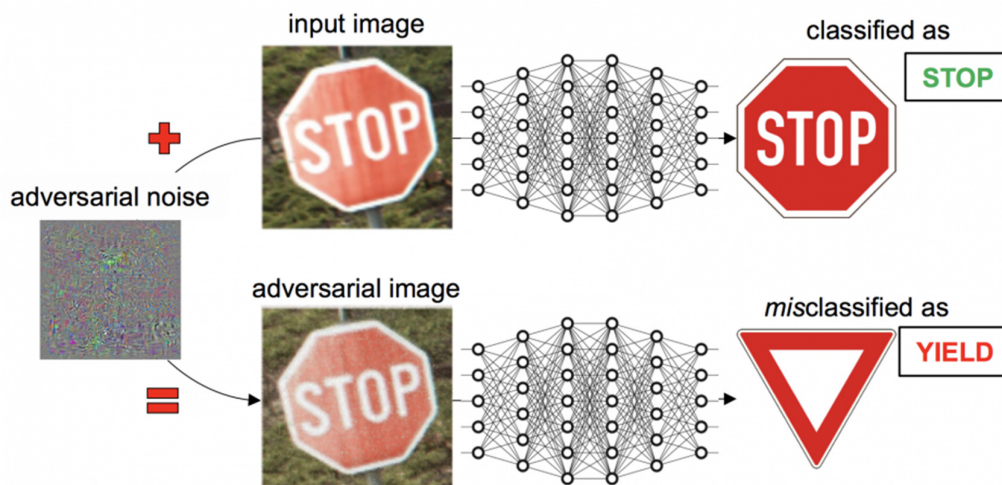 input image
classified as
STOP
STOP
STOP
adversarial noise
adversarial image
misclassified as
STOP
YIELD